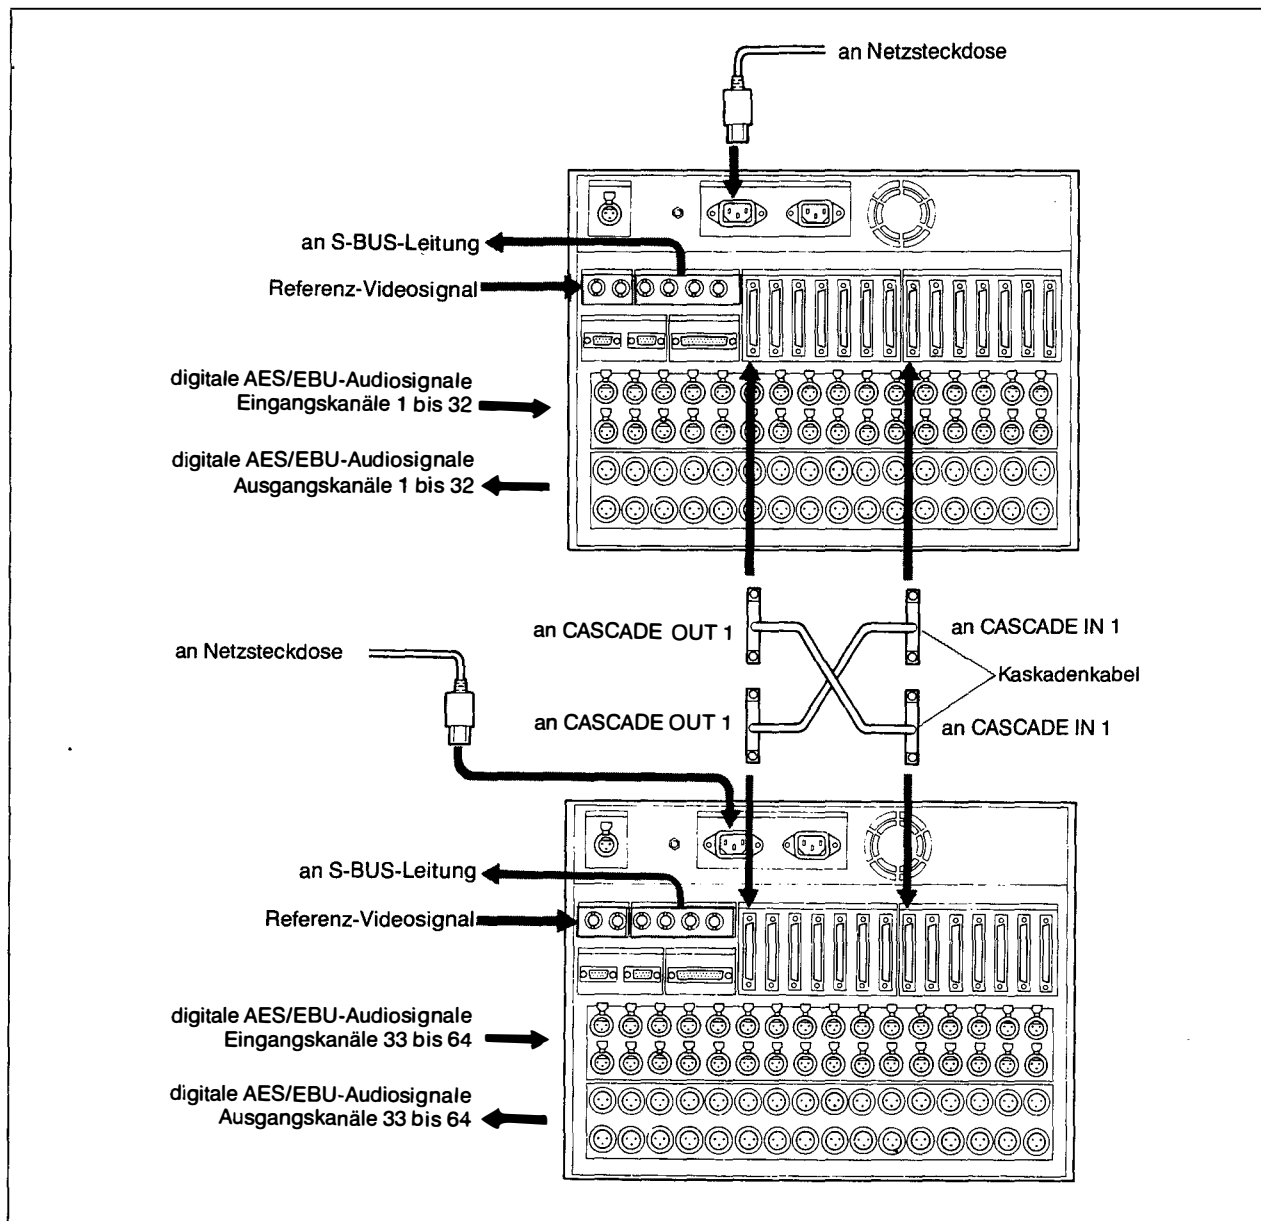 an Netzsteckdose
an S-BUS-Leitung
Referenz-Videosignal
digitale AES/EBU-Audiosignale
Eingangskanäle 1 bis 32
digitale AES/EBU-Audiosignale
Ausgangskanäle 1 bis 32
an CASCADE OUT 1
an CASCADE IN 1
an Netzsteckdose
Kaskadenkabel
an CASCADE OUT 1
an CASCADE IN 1
an S-BUS-Leitung
Referenz-Videosignal
digitale AES/EBU-Audiosignale
Eingangskanäle 33 bis 64
digitale AES/EBU-Audiosignale
Ausgangskanäle 33 bis 64